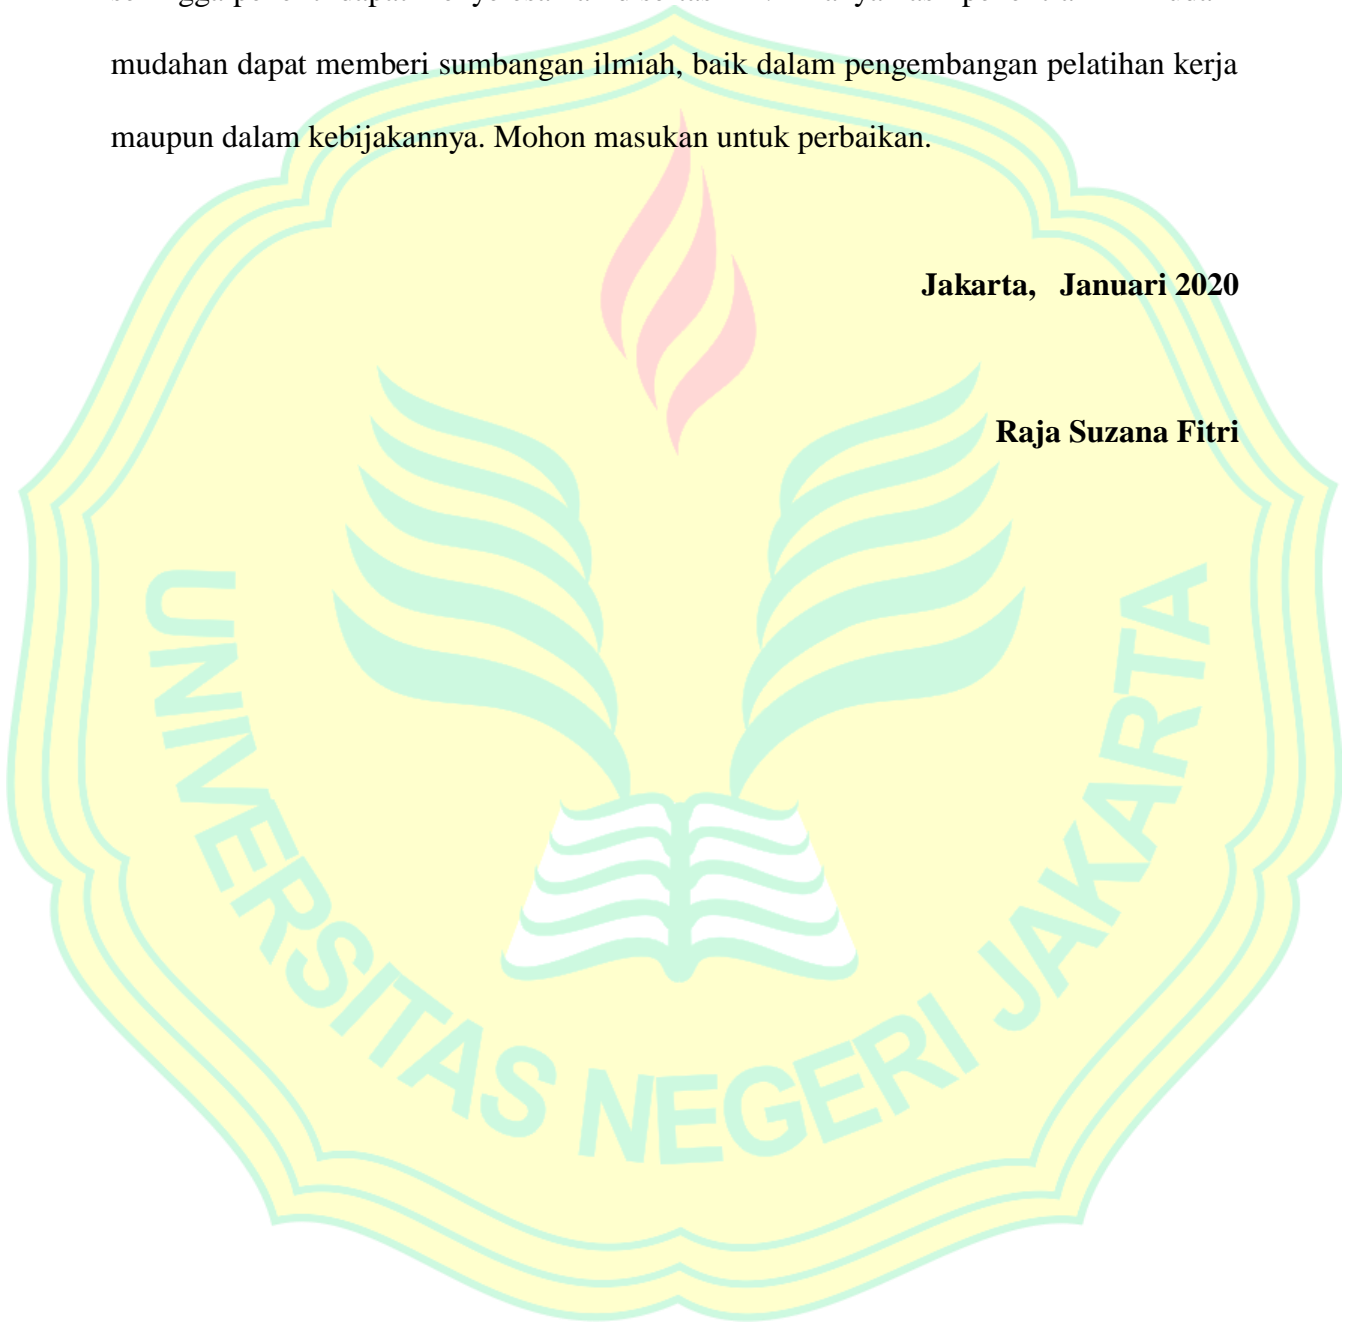 mudahan dapat memberi sumbangan ilmiah, baik dalam pengembangan pelatihan kerja
maupun dalam kebijakannya. Mohon masukan untuk perbaikan.
Jakarta, Januari 2020
Raja Suzana Fitri
UNIVERSITAS NEGERI JAKARTA